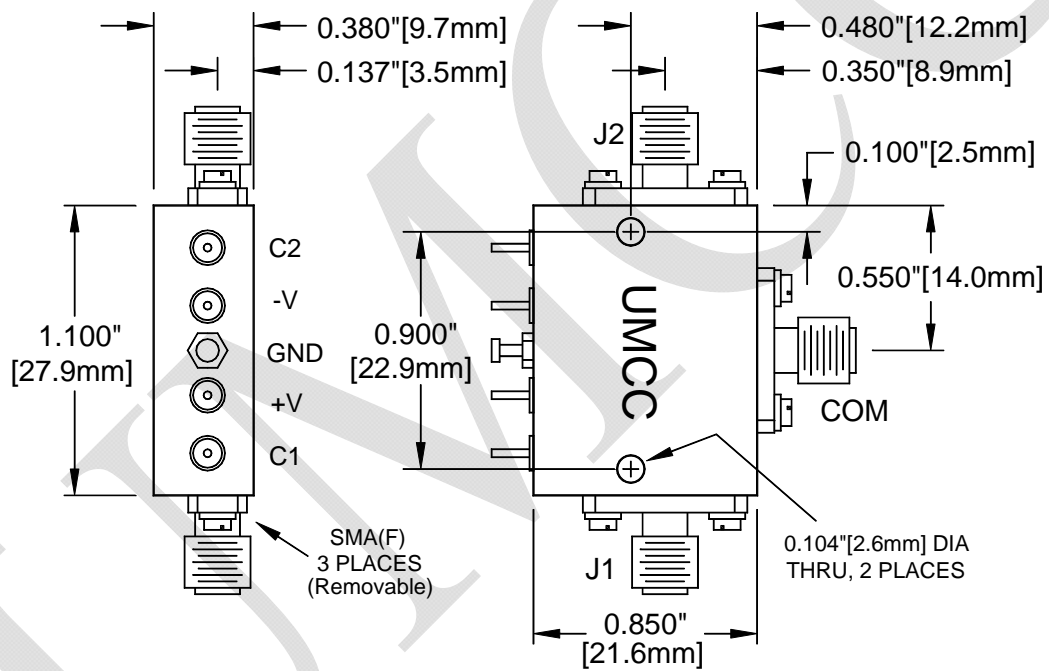 0.380"[9.7mm]
0.137"[3.5mm]
0.480"[12.2mm]
0.350"[8.9mm]
J2
0.100"[2.5mm]
C2
-V
GND
+V
C1
1.100"
[27.9mm]
0.900"
[22.9mm]
UMCC
0.550"[14.0mm]
COM
SMA(F)
3 PLACES
(Removable)
J1
0.104"[2.6mm] DIA
THRU, 2 PLACES
0.850"
[21.6mm]
UMCC